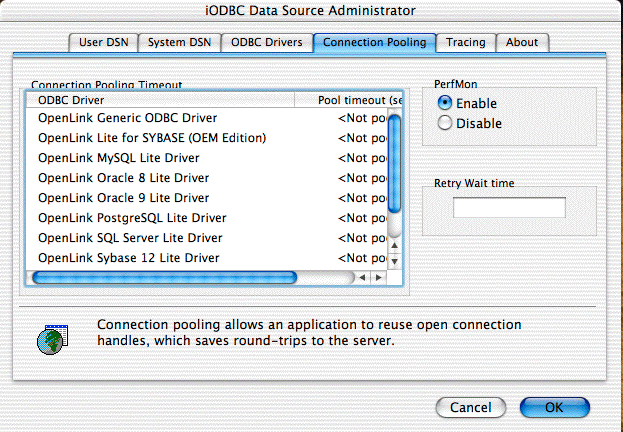 iODBC Data Source Administrator
User DSN System DSN ODBC Drivers Connection Pooling Tracing About
Connection Pooling Timeout
ODBC Driver Pool timeout (se
OpenLink Generic ODBC Driver <Not po
OpenLink Lite for SYBASE (OEM Edition) <Not po
OpenLink MySQL Lite Driver <Not po
OpenLink Oracle 8 Lite Driver <Not po
OpenLink Oracle 9 Lite Driver <Not po
OpenLink PostgreSQL Lite Driver <Not po
OpenLink SQL Server Lite Driver <Not po
OpenLink Sybase 12 Lite Driver <Not po
PerfMon
Enable
Disable
Retry Wait time
Connection pooling allows an application to reuse open connection
handles, which saves round-trips to the server.
Cancel OK